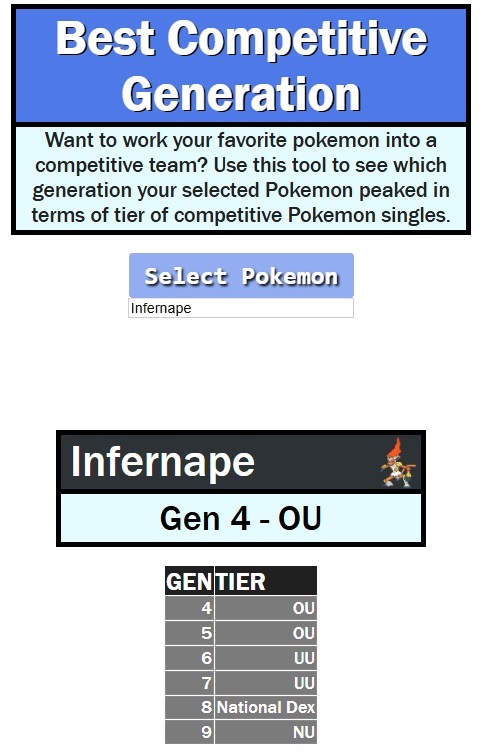 Best Competitive
Generation
Want to work your favorite pokemon into a
competitive team? Use this tool to see which
generation your selected Pokemon peaked in
terms of tier of competitive Pokemon singles.
Select Pokemon
Infernape
Infernape
Gen 4 - OU
GEN TIER
4 OU
5 OU
6 UU
7 UU
8 National Dex
9 NU